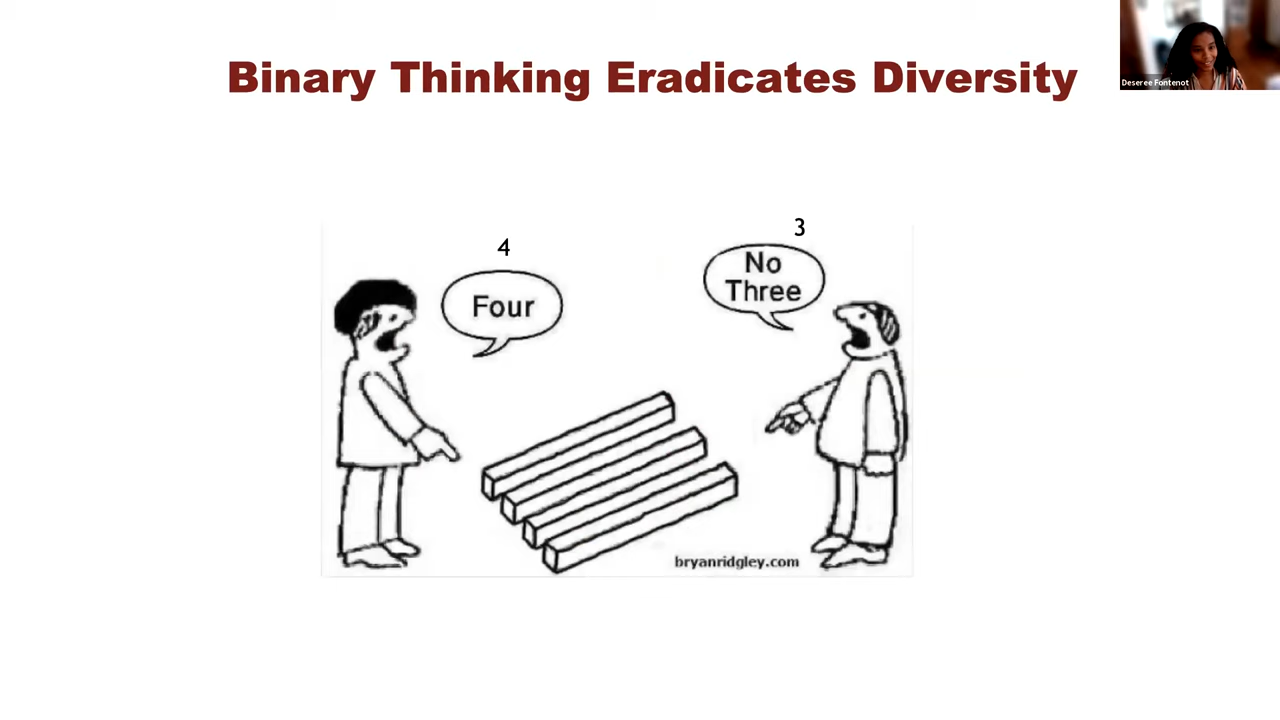 Binary Thinking Eradicates Diversity
Deseree Fontenot
4
Four
3
No
Three
bryanridgley.com